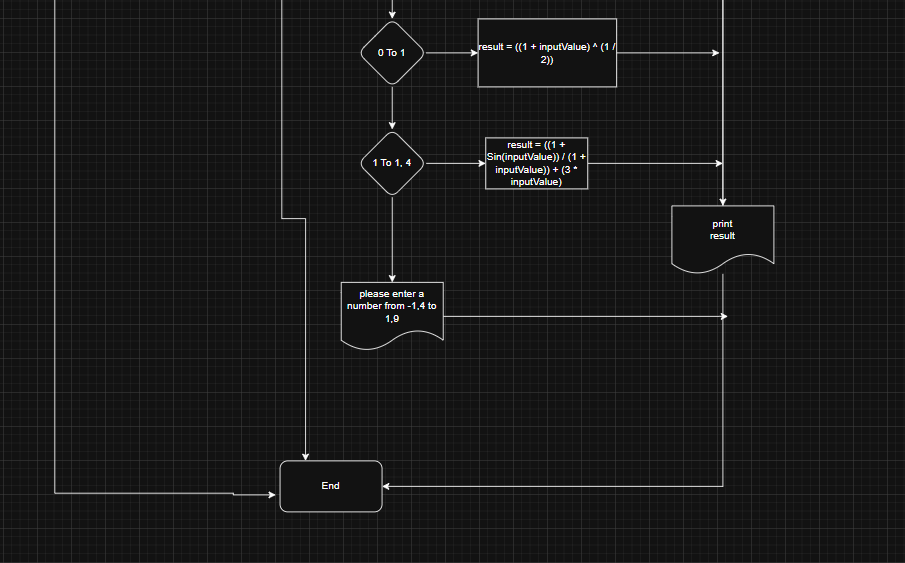 0 To 1
result = ((1 + inputValue) ^ (1 /
2))
1 To 1, 4
result = ((1 +
Sin(inputValue)) / (1 +
inputValue)) + (3 *
inputValue)
print
result
please enter a
number from -1,4 to
1,9
End